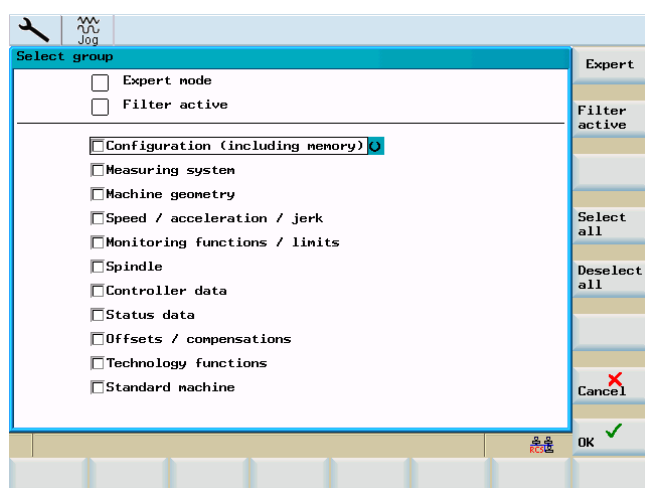 Jog
Select group
Expert mode
Filter active
Configuration (including memory)
Measuring system
Machine geometry
Speed / acceleration / jerk
Monitoring functions / limits
Spindle
Controller data
Status data
Offsets / compensations
Technology functions
Standard machine
Expert
Filter
active
Select
all
Deselect
all
Cancel
OK
RCS